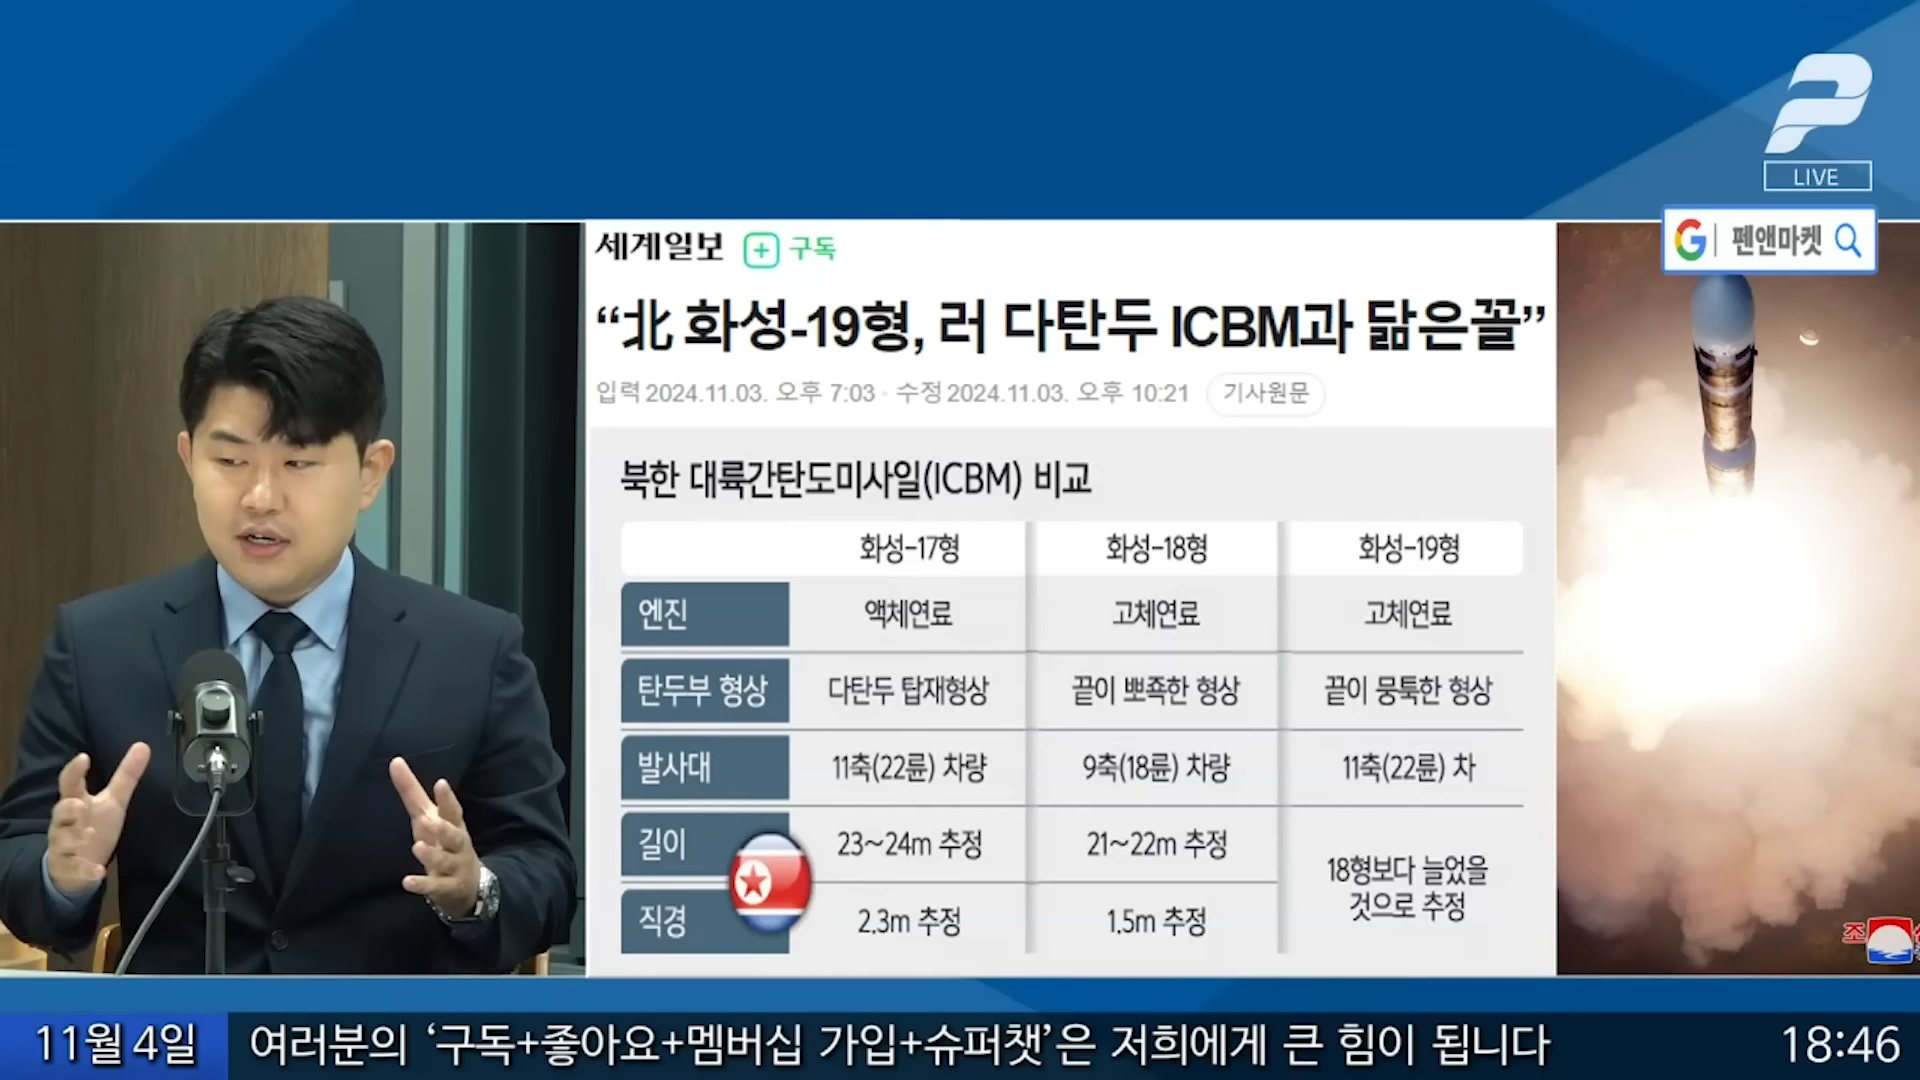 LIVE
펜앤마켓
세계일보 + 구독
“北 화성-19형, 러 다탄두 ICBM과 닮은꼴”
입력 2024.11.03. 오후 7:03 · 수정 2024.11.03. 오후 10:21 기사원문
북한 대륙간탄도미사일(ICBM) 비교
화성-17형 화성-18형 화성-19형
엔진 액체연료 고체연료 고체연료
탄두부 형상 다탄두 탑재형상 끝이 뾰족한 형상 끝이 뭉툭한 형상
발사대 11축(22륜) 차량 9축(18륜) 차량 11축(22륜) 차
길이 23~24m 추정 21~22m 추정 18형보다 늘었을
것으로 추정
직경 2.3m 추정 1.5m 추정
조
11월 4일 여러분의 ‘구독+좋아요+멤버십 가입+슈퍼챗’은 저희에게 큰 힘이 됩니다 18:46